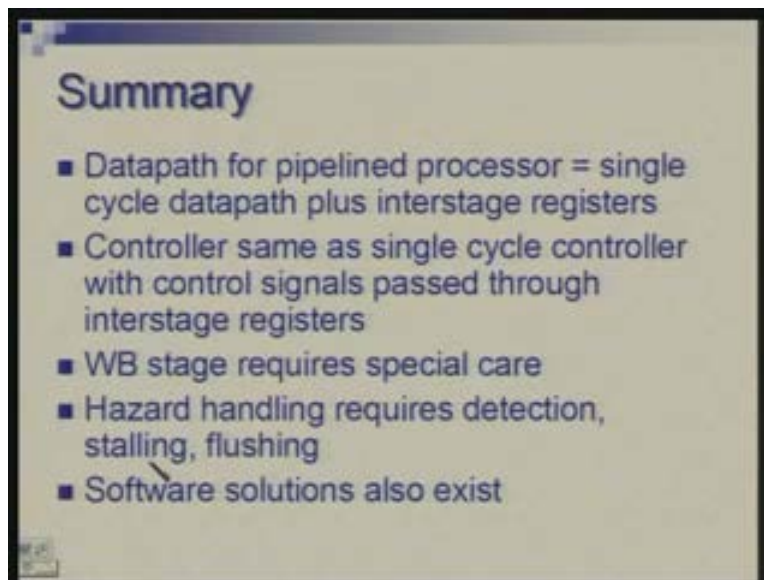 Summary
Datapath for pipelined processor = single
cycle datapath plus interstage registers
Controller same as single cycle controller
with control signals passed through
interstage registers
WB stage requires special care
Hazard handling requires detection,
stalling, flushing
Software solutions also exist